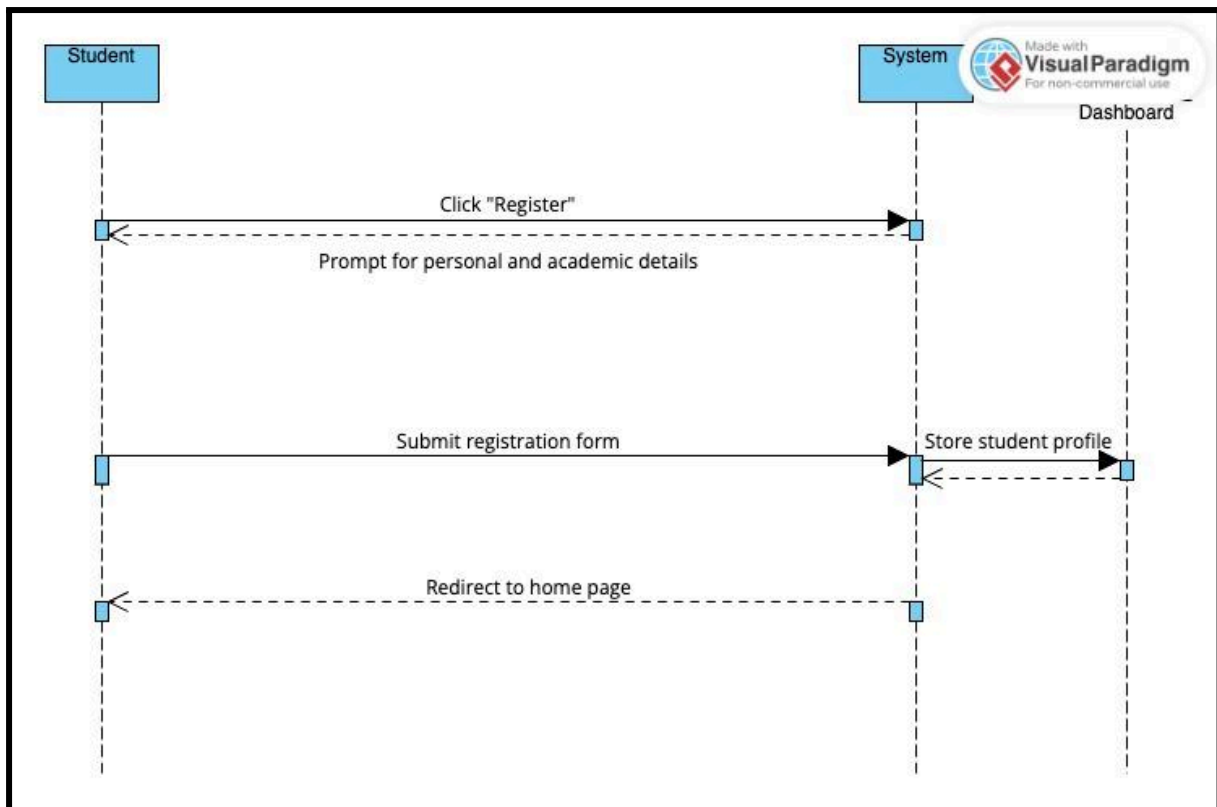 Student
System
Made with
Visual Paradigm
For non-commercial use
Dashboard
Click "Register"
Prompt for personal and academic details
Submit registration form
Store student profile
Redirect to home page